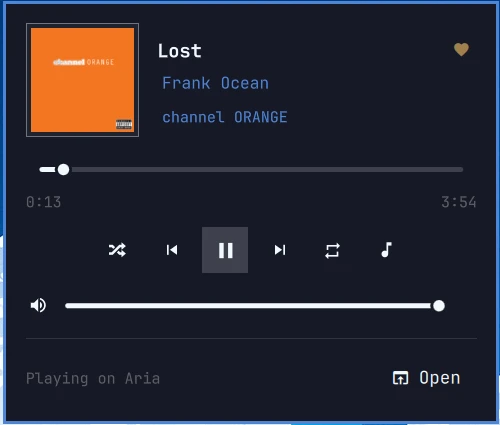 channel ORANGE
Lost
Frank Ocean
channel ORANGE
0:13
3:54
Playing on Aria
Open